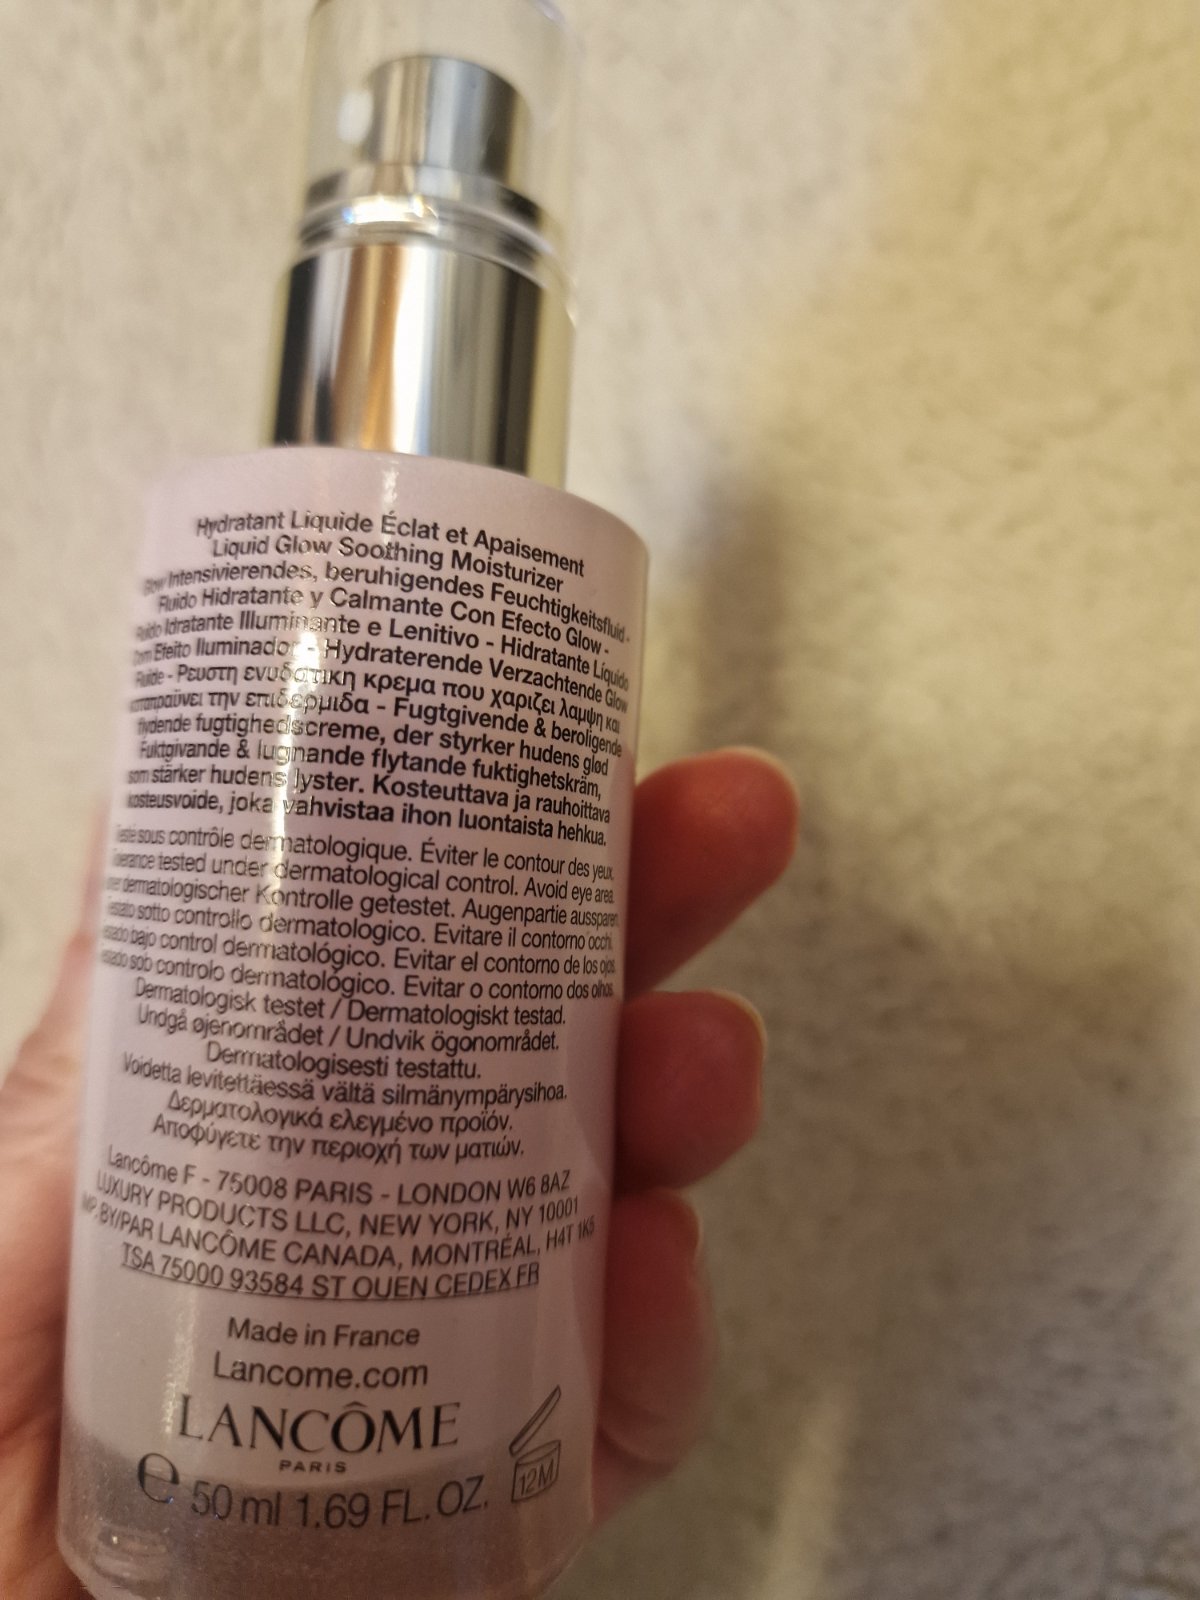 Hydratant Liquide Éclat et Apaisement
Liquid Glow Soothing Moisturizer
Glow Intensivierendes, beruhigendes Feuchtigkeitsfluid -
Fluido Hidratante y Calmante Con Efecto Glow -
Fluido Idratante Illuminante e Lenitivo - Hidratante Líquido
Com Efeito Iluminador - Hydraterende Verzachtende Glow
Fluide - Ρευστη ενυδατικη κρεμα που χαριζει λαμψη και
καταπραΰνει την επιδερμιδα - Fugtgivende & beroligende
flydende fugtighedscreme, der styrker hudens glød
Fuktgivande & lugnande flytande fuktighetskräm,
som stärker hudens lyster. Kosteuttava ja rauhoittava
kosteusvoide, joka vahvistaa ihon luontaista hehkua.
Testé sous contrôle dermatologique. Éviter le contour des yeux.
Tolerance tested under dermatological control. Avoid eye area.
dermatologischer Kontrolle getestet. Augenpartie aussparen.
Testato sotto controllo dermatologico. Evitare il contorno occhi.
Testado bajo control dermatológico. Evitar el contorno de los ojos.
Testado sob controlo dermatológico. Evitar o contorno dos olhos.
Dermatologisk testet / Dermatologiskt testad.
Undgå øjenområdet / Undvik ögonområdet.
Dermatologisesti testattu.
Voidetta levitettäessä vältä silmänympärysihoa.
Δερματολογικά ελεγμένο προϊόν.
Αποφύγετε την περιοχή των ματιών.
Lancôme F - 75008 PARIS - LONDON W6 8AZ
LUXURY PRODUCTS LLC, NEW YORK, NY 10001
IMP. BY/PAR LANCÔME CANADA, MONTRÉAL, H4T 1K5
TSA 75000 93584 ST OUEN CEDEX FR
Made in France
Lancome.com
LANCÔME
PARIS
℮ 50 ml 1.69 FL. OZ.
12M